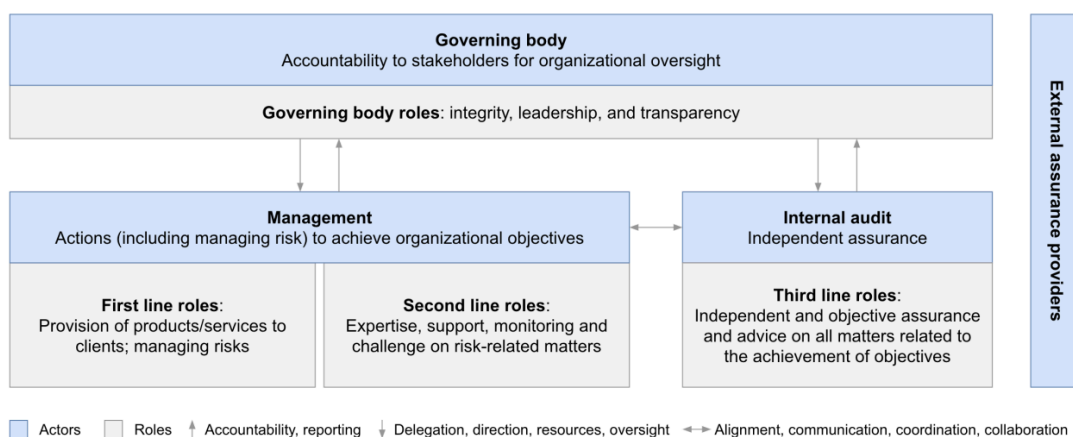 Governing body
Accountability to stakeholders for organizational oversight
Governing body roles: integrity, leadership, and transparency
External assurance providers
Management
Actions (including managing risk) to achieve organizational objectives
Internal audit
Independent assurance
First line roles:
Provision of products/services to
clients; managing risks
Second line roles:
Expertise, support, monitoring and
challenge on risk-related matters
Third line roles:
Independent and objective assurance
and advice on all matters related to
the achievement of objectives
Actors
Roles
Accountability, reporting
Delegation, direction, resources, oversight
Alignment, communication, coordination, collaboration